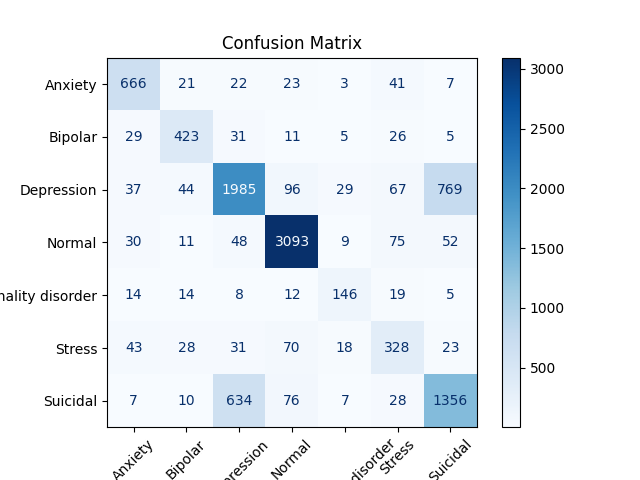 Confusion Matrix
Anxiety 666 21 22 23 3 41 7
Bipolar 29 423 31 11 5 26 5
Depression 37 44 1985 96 29 67 769
Normal 30 11 48 3093 9 75 52
nality disorder 14 14 8 12 146 19 5
Stress 43 28 31 70 18 328 23
Suicidal 7 10 634 76 7 28 1356
Anxiety Bipolar ression Normal disorder Stress Suicidal
3000
2500
2000
1500
1000
500